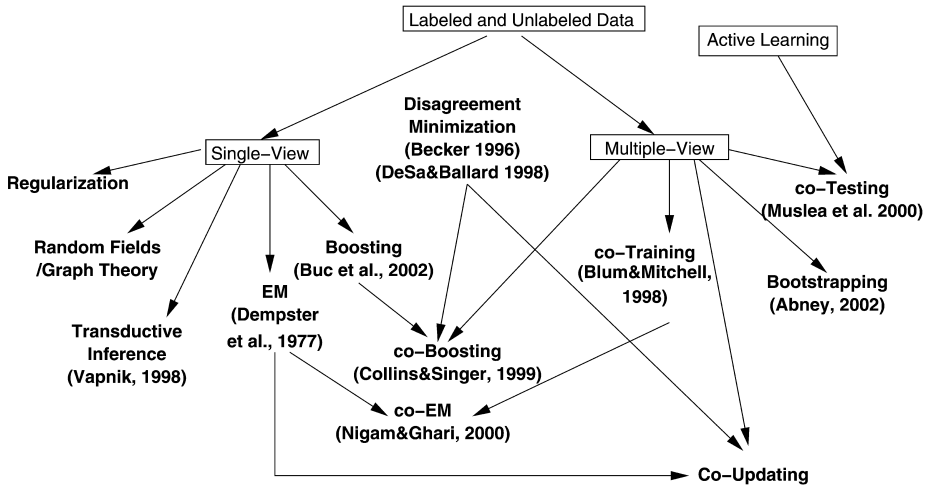 Labeled and Unlabeled Data
Active Learning
Disagreement
Minimization
(Becker 1996)
(DeSa&Ballard 1998)
Single-View
Multiple-View
Regularization
co-Testing
(Muslea et al. 2000)
Random Fields
/Graph Theory
Boosting
(Buc et al., 2002)
co-Training
(Blum&Mitchell,
1998)
Bootstrapping
(Abney, 2002)
EM
(Dempster
et al., 1977)
Transductive
Inference
(Vapnik, 1998)
co-Boosting
(Collins&Singer, 1999)
co-EM
(Nigam&Ghari, 2000)
Co-Updating